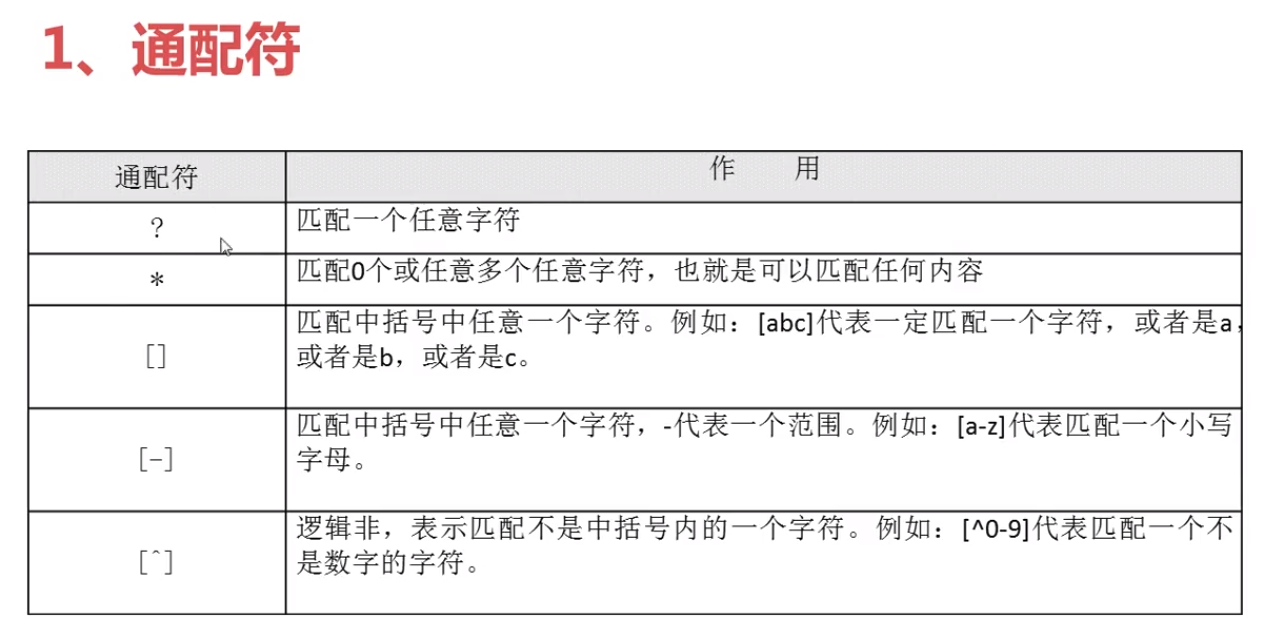 1、通配符
通配符
作 用
?
匹配一个任意字符
*
匹配0个或任意多个任意字符，也就是可以匹配任何内容
[]
匹配中括号中任意一个字符。例如：[abc]代表一定匹配一个字符，或者是a，
或者是b，或者是c。
[-]
匹配中括号中任意一个字符，-代表一个范围。例如：[a-z]代表匹配一个小写
字母。
[^]
逻辑非，表示匹配不是中括号内的一个字符。例如：[^0-9]代表匹配一个不
是数字的字符。